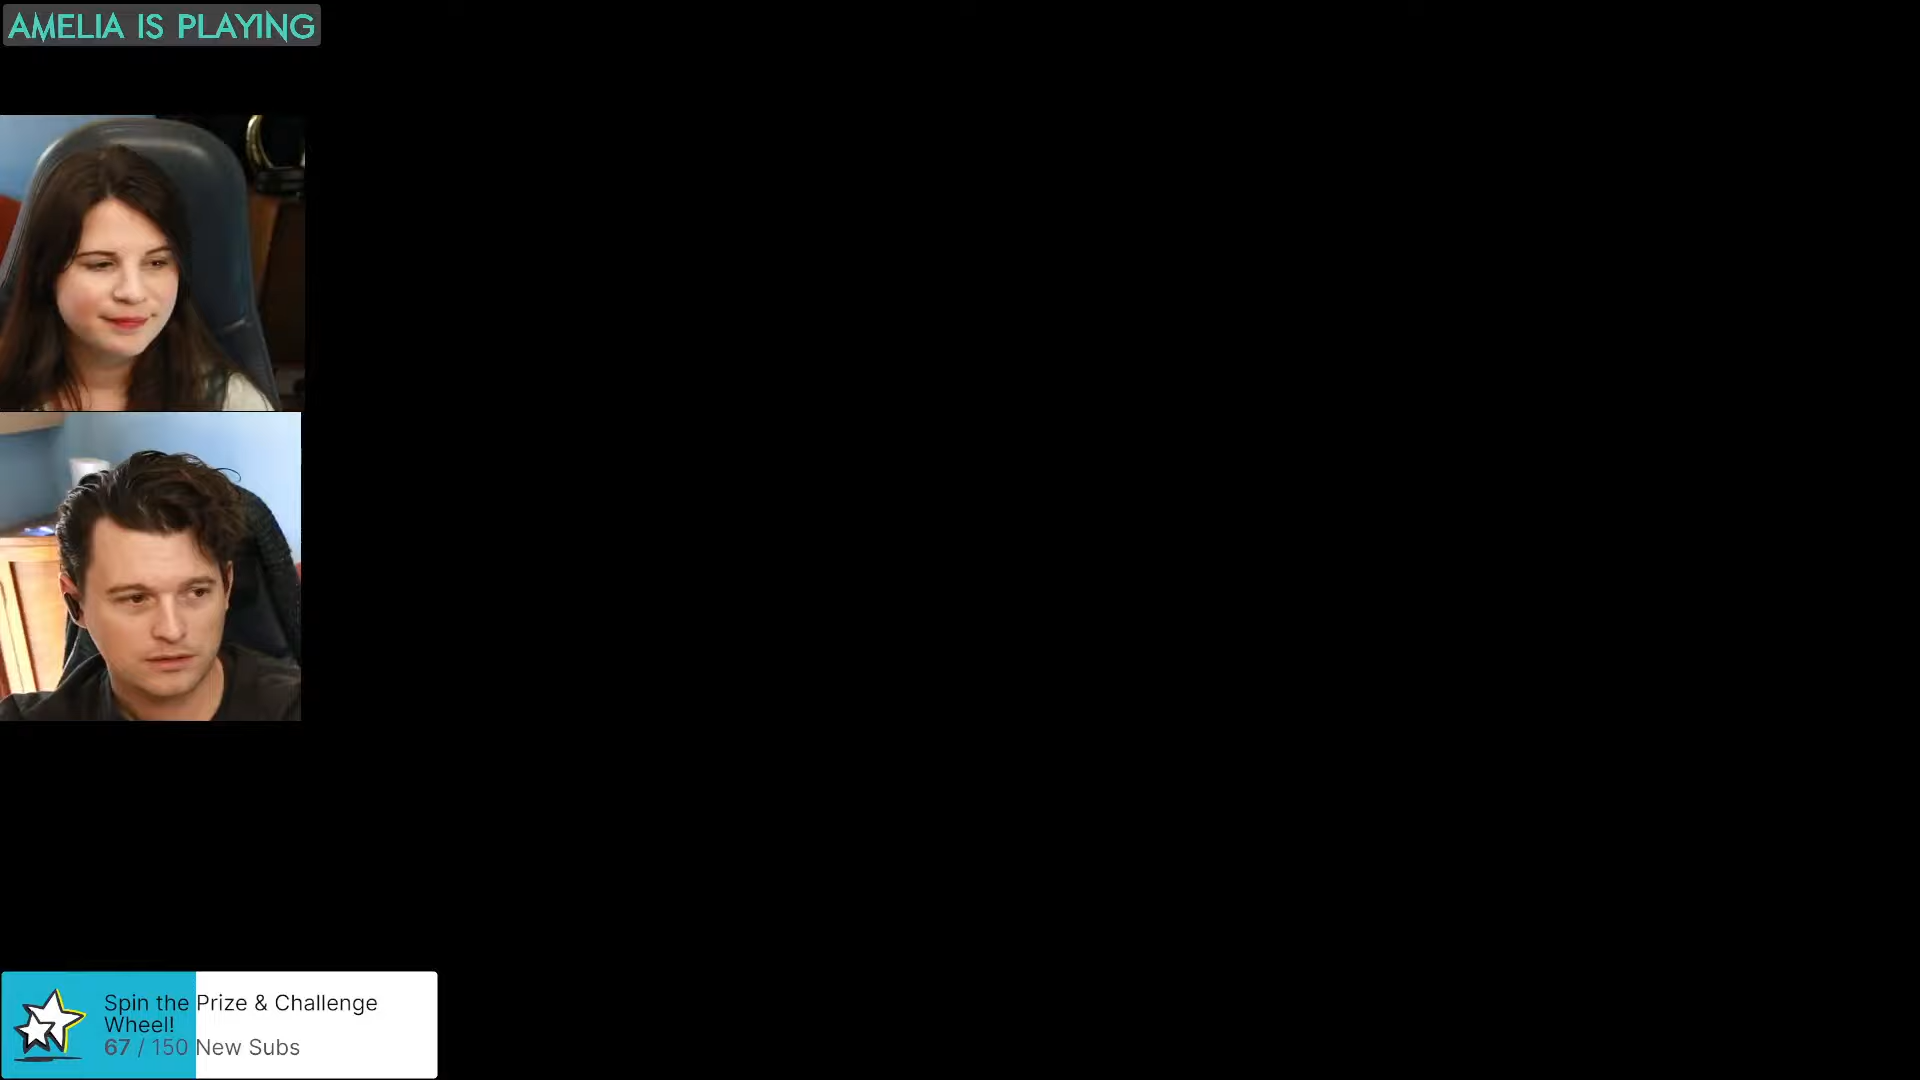 AMELIA IS PLAYING
Spin the Prize & Challenge
Wheel!
67 / 150 New Subs